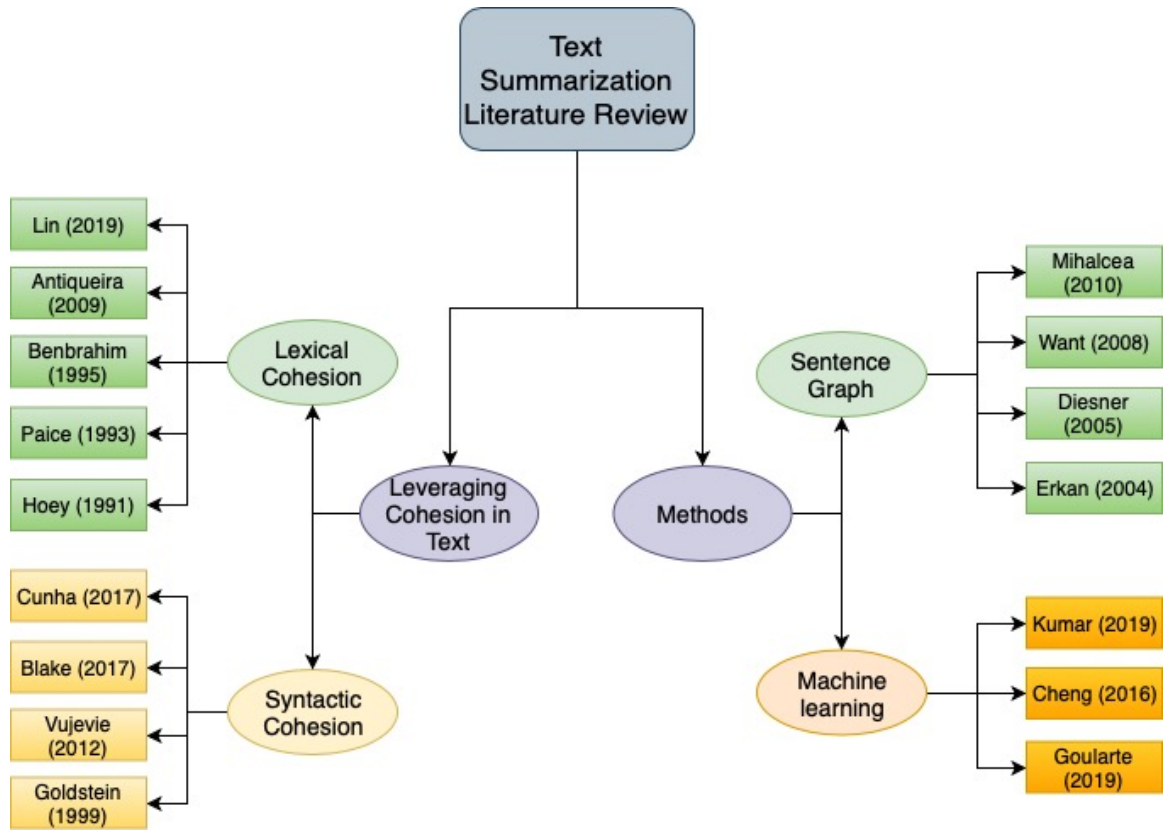 Text
Summarization
Literature Review
Lin (2019)
Antiqueira
(2009)
Benbrahim
(1995)
Paice (1993)
Hoey (1991)
Lexical
Cohesion
Leveraging
Cohesion in
Text
Cunha (2017)
Blake (2017)
Vujevie
(2012)
Goldstein
(1999)
Syntactic
Cohesion
Methods
Sentence
Graph
Mihalcea
(2010)
Want (2008)
Diesner
(2005)
Erkan (2004)
Machine
learning
Kumar (2019)
Cheng (2016)
Goularte
(2019)